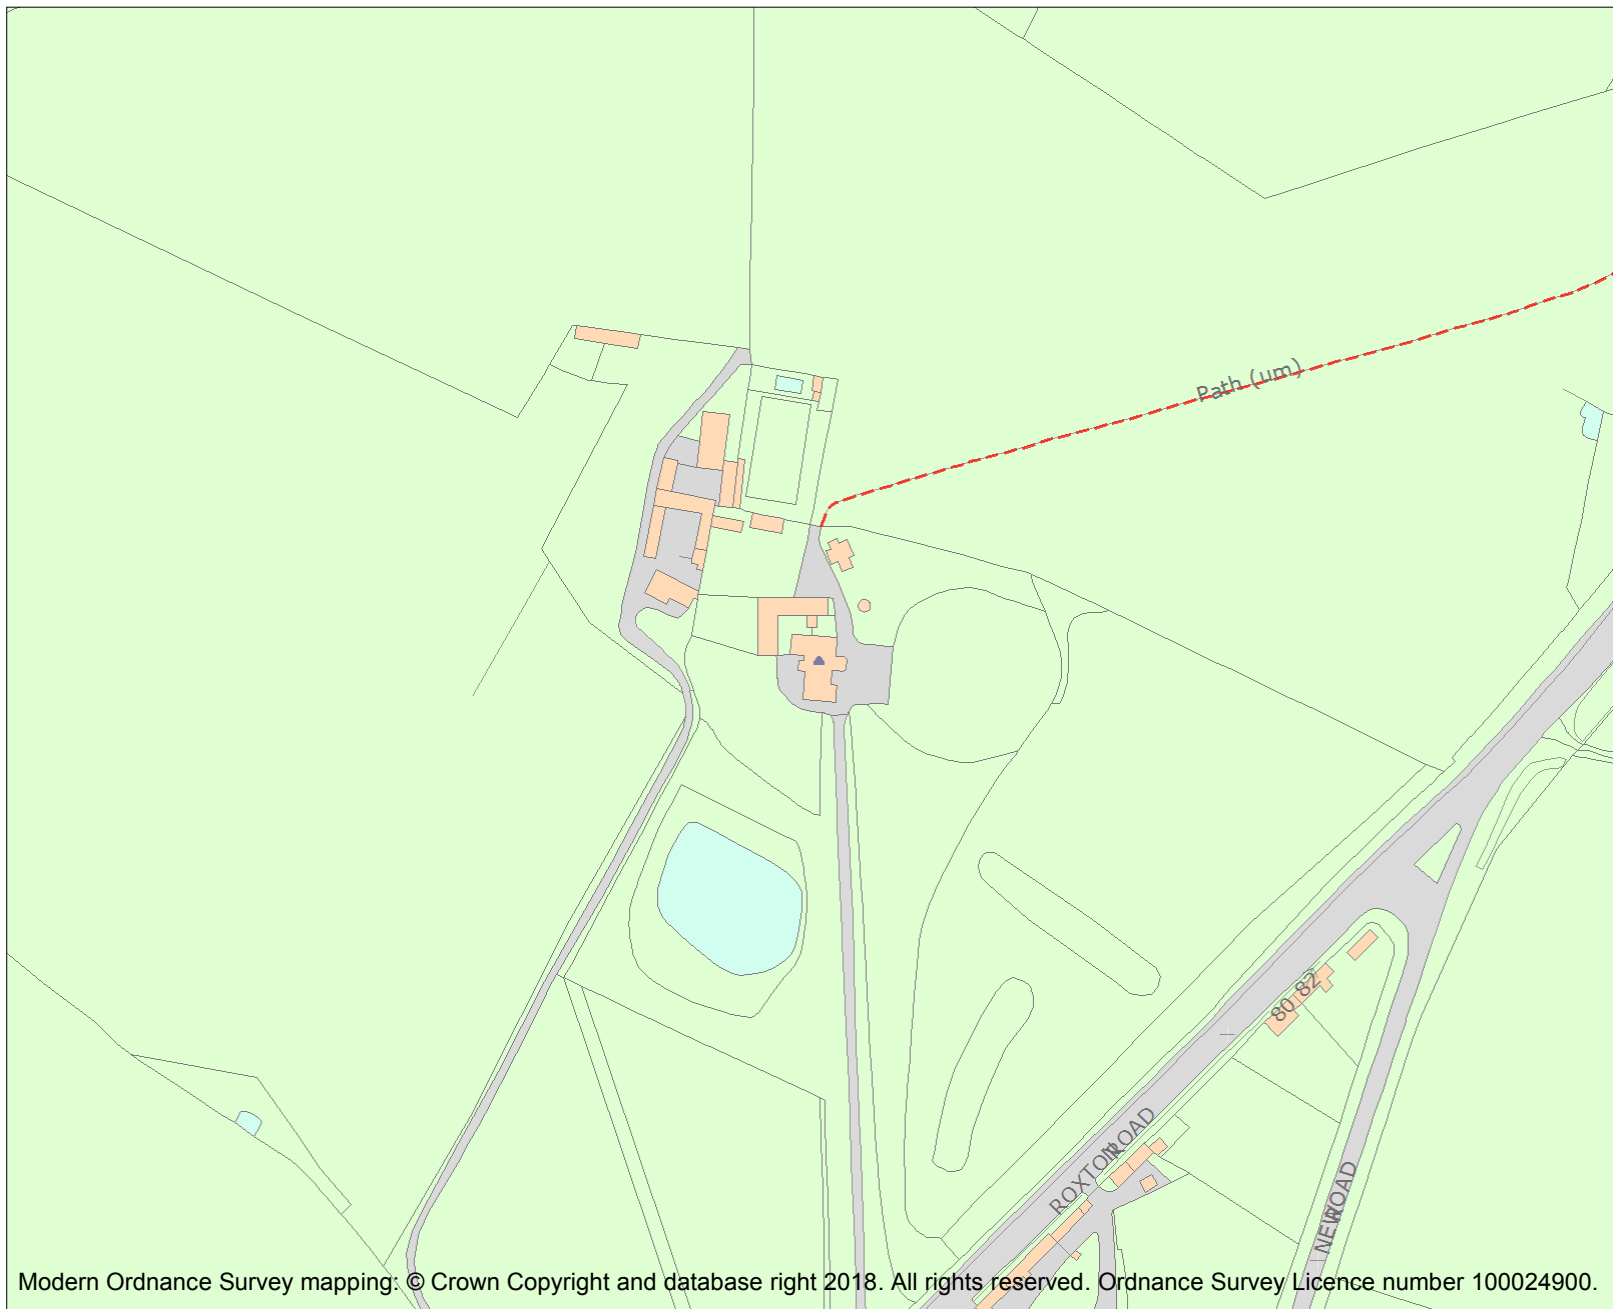 Path (um)
80
82
ROXTON ROAD
NEW ROAD
Modern Ordnance Survey mapping: © Crown Copyright and database right 2018. All rights reserved. Ordnance Survey Licence number 100024900.